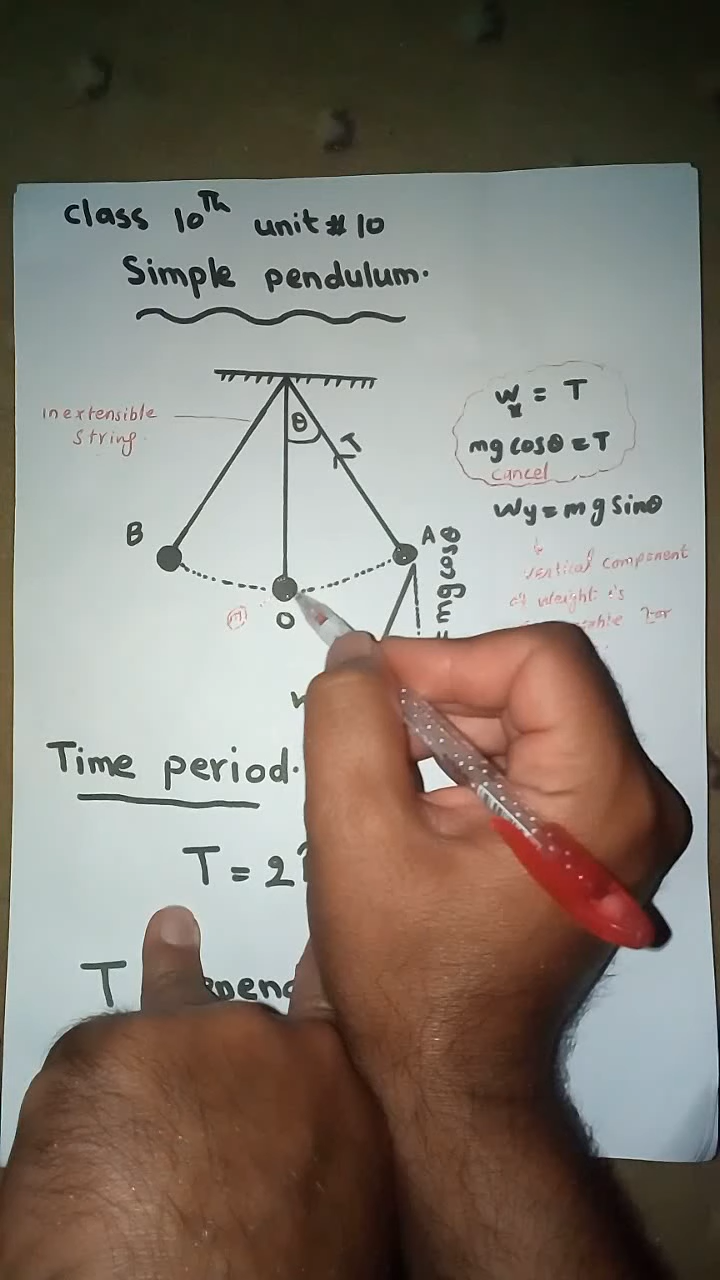 class 10Th unit # 10
Simple pendulum.
inextensible
string.
θ
T
B
A
O
m
= mg cosθ
wx = T
mg cosθ = T
cancel
wy = mg sinθ
vertical component
of weight is
for
Time period.
T = 2
T